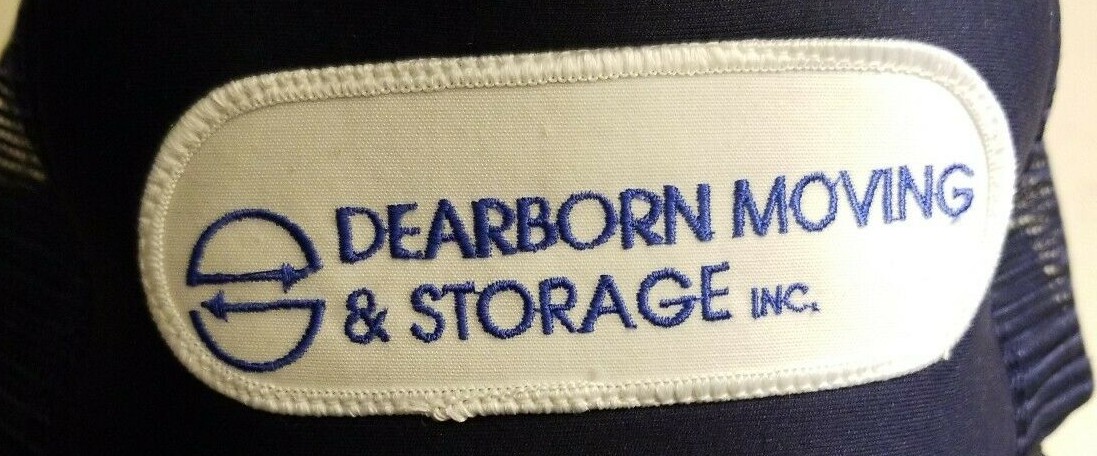 DEARBORN MOVING
& STORAGE INC.